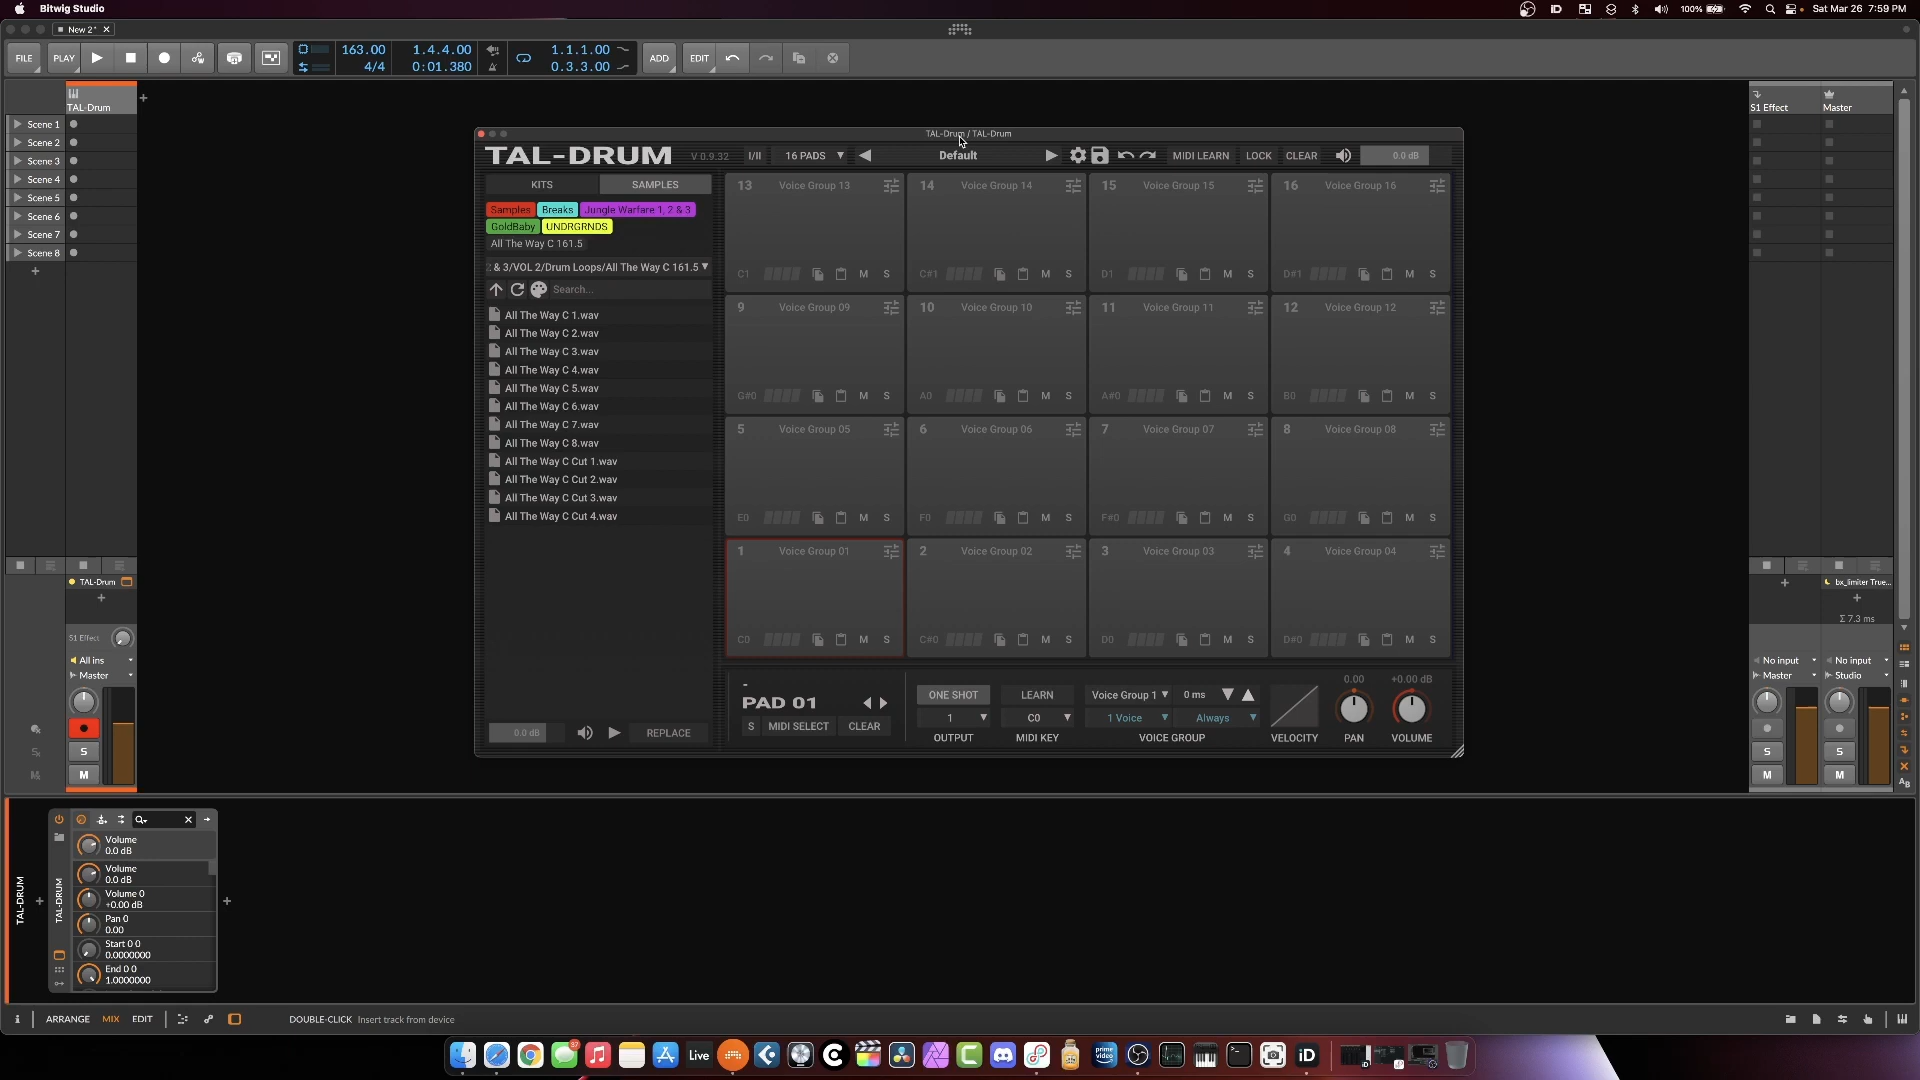 Bitwig Studio
100%
Sat Mar 26 7:59 PM
New 2*
FILE
PLAY
163.00
4/4
1.4.4.00
0:01.380
1.1.1.00
0.3.3.00
ADD
EDIT
TAL-Drum
Scene 1
Scene 2
Scene 3
Scene 4
Scene 5
Scene 6
Scene 7
Scene 8
TAL-Drum
S1 Effect
All ins
Master
S
M
TAL-Drum / TAL-Drum
TAL-DRUM
V 0.9.32
I/II
16 PADS
Default
MIDI LEARN
LOCK
CLEAR
0.0 dB
KITS
SAMPLES
Samples
Breaks
Jungle Warfare 1, 2 & 3
GoldBaby
UNDRGRNDS
All The Way C 161.5
2 & 3/VOL 2/Drum Loops/All The Way C 161.5
Search...
All The Way C 1.wav
All The Way C 2.wav
All The Way C 3.wav
All The Way C 4.wav
All The Way C 5.wav
All The Way C 6.wav
All The Way C 7.wav
All The Way C 8.wav
All The Way C Cut 1.wav
All The Way C Cut 2.wav
All The Way C Cut 3.wav
All The Way C Cut 4.wav
0.0 dB
REPLACE
13 Voice Group 13
C1 M S
14 Voice Group 14
C#1 M S
15 Voice Group 15
D1 M S
16 Voice Group 16
D#1 M S
9 Voice Group 09
G#0 M S
10 Voice Group 10
A0 M S
11 Voice Group 11
A#0 M S
12 Voice Group 12
B0 M S
5 Voice Group 05
E0 M S
6 Voice Group 06
F0 M S
7 Voice Group 07
F#0 M S
8 Voice Group 08
G0 M S
1 Voice Group 01
C0 M S
2 Voice Group 02
C#0 M S
3 Voice Group 03
D0 M S
4 Voice Group 04
D#0 M S
-
PAD 01
S
MIDI SELECT
CLEAR
ONE SHOT
1
OUTPUT
LEARN
C0
MIDI KEY
Voice Group 1
0 ms
1 Voice
Always
VOICE GROUP
VELOCITY
0.00
PAN
+0.00 dB
VOLUME
S1 Effect
Master
bx_limiter True...
Σ 7.3 ms
No input
Master
S
M
No input
Studio
S
M
TAL-DRUM
TAL-DRUM
Volume
0.0 dB
Volume
0.0 dB
Volume 0
+0.00 dB
Pan 0
0.00
Start 0 0
0.0000000
End 0 0
1.0000000
ARRANGE
MIX
EDIT
DOUBLE-CLICK Insert track from device
37
Live
prime video
iD